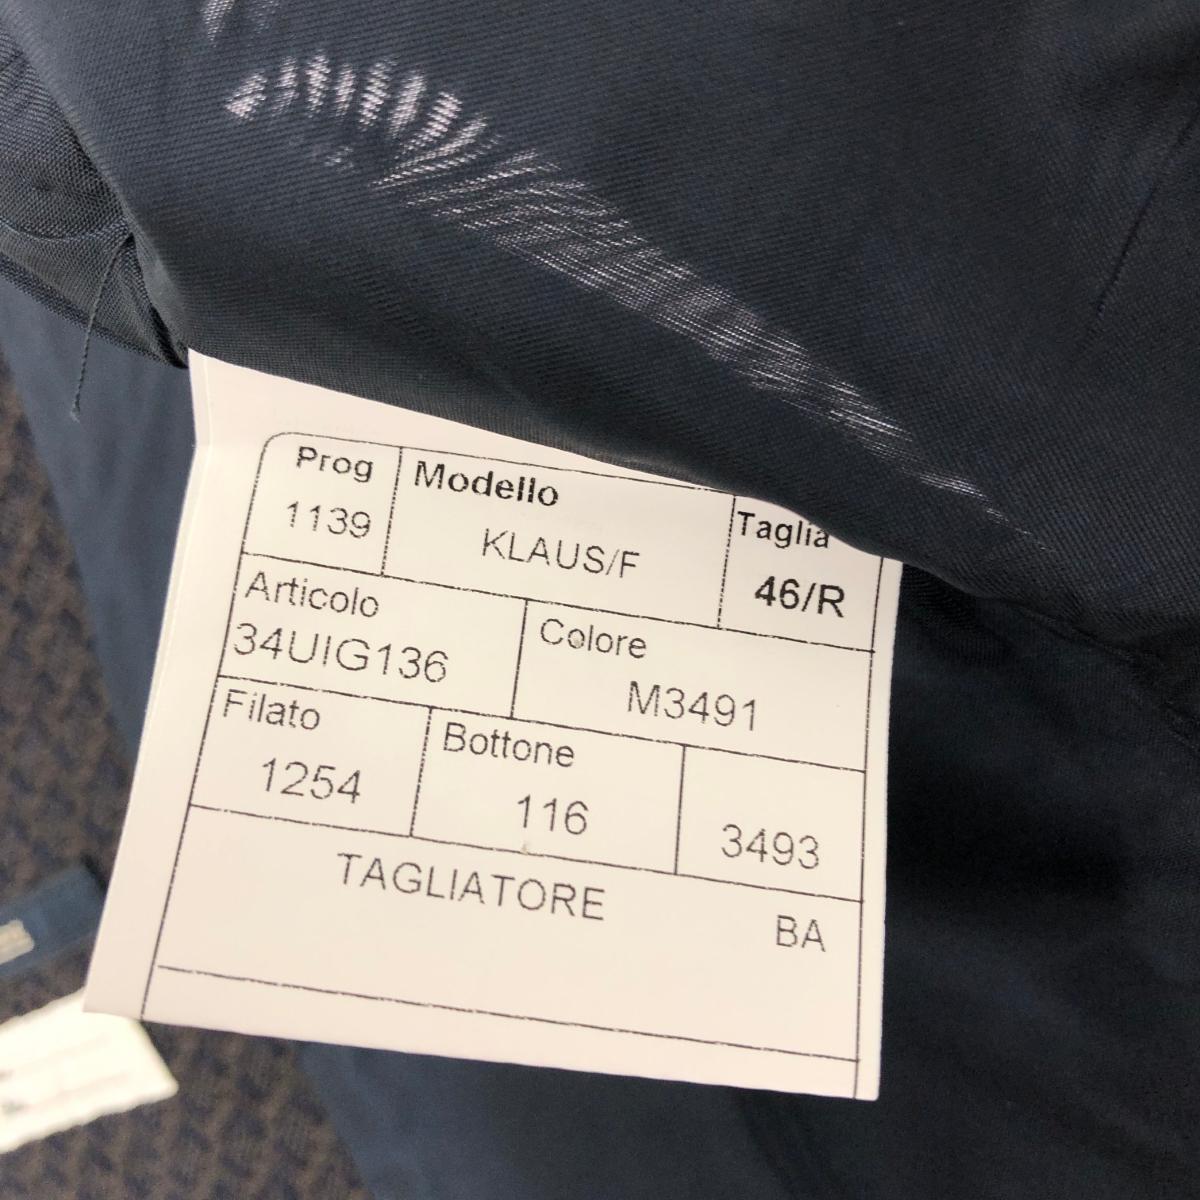 Prog Modello Taglia
1139 KLAUS/F 46/R
Articolo Colore
34UIG136 M3491
Filato Bottone
1254 116 3493
TAGLIATORE BA